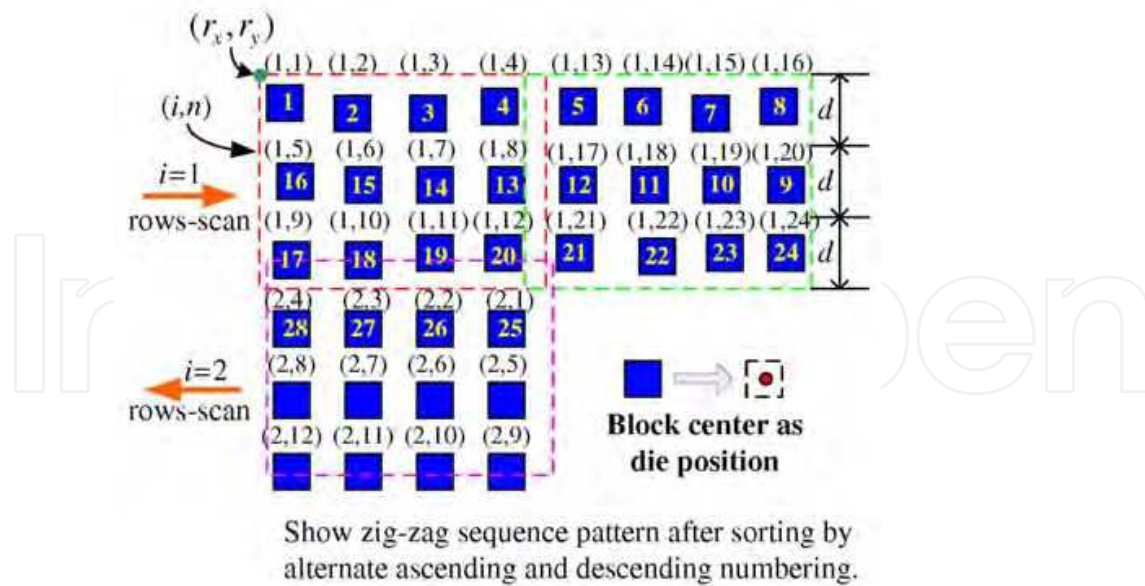 (r_x, r_y)
(1,1) (1,2) (1,3) (1,4) (1,13) (1,14)(1,15) (1,16)
1 2 3 4 5 6 7 8 d
(i,n)
(1,5) (1,6) (1,7) (1,8) (1,17) (1,18) (1,19)(1,20)
i=1
16 15 14 13 12 11 10 9 d
rows-scan
(1,9) (1,10) (1,11) (1,12) (1,21) (1,22) (1,23) (1,24)
17 18 19 20 21 22 23 24 d
(2,4) (2,3) (2,2) (2,1)
28 27 26 25
(2,8) (2,7) (2,6) (2,5)
i=2
rows-scan
(2,12) (2,11) (2,10) (2,9)
Block center as
die position
Show zig-zag sequence pattern after sorting by
alternate ascending and descending numbering.